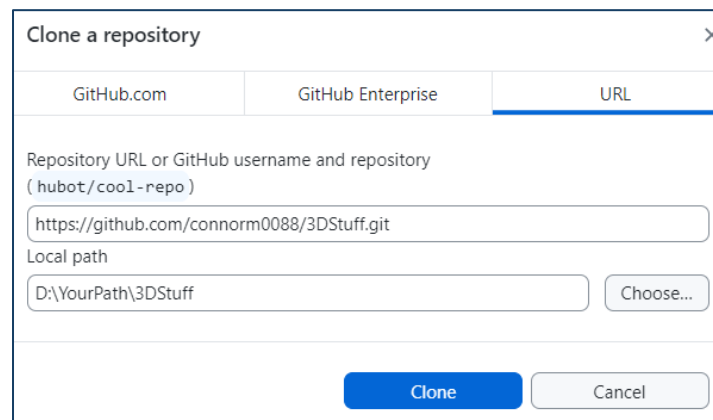 Clone a repository
GitHub.com GitHub Enterprise URL
Repository URL or GitHub username and repository
(hubot/cool-repo)
https://github.com/connorm0088/3DStuff.git
Local path
D:\YourPath\3DStuff Choose...
Clone Cancel